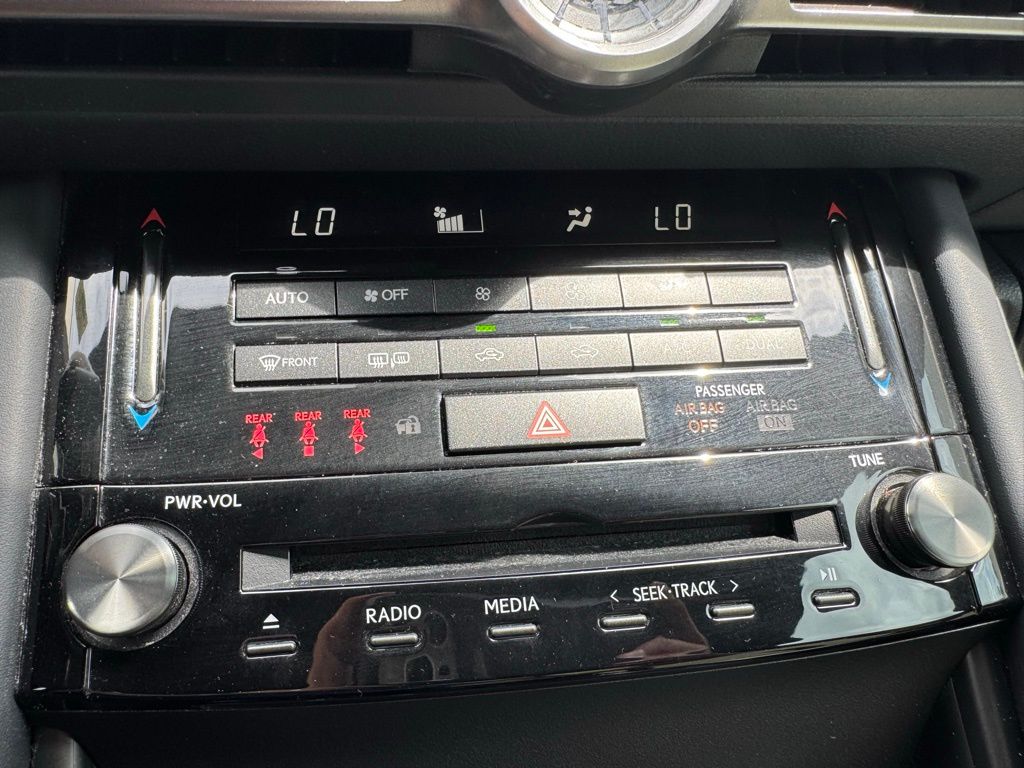 LO LO
AUTO OFF
FRONT A/C DUAL
REAR REAR REAR
PASSENGER
AIR BAG AIR BAG
OFF ON
PWR•VOL
TUNE
RADIO MEDIA < SEEK•TRACK >